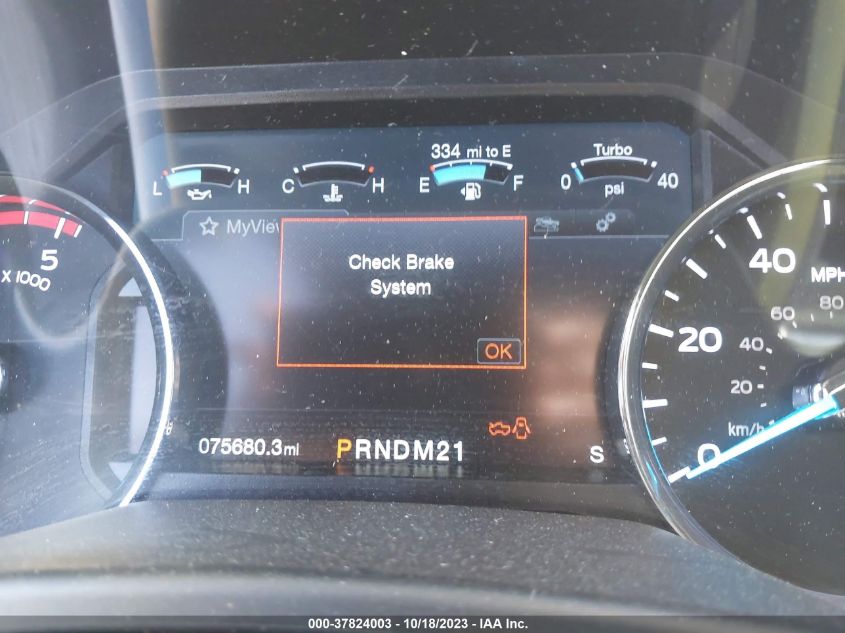 334 mi to E
Turbo
L H
C H
E F
0 psi 40
MyView
Check Brake
System
OK
5
X 1000
075680.3mi
PRNDM21
S
0
20
40
MPH
20
40
60
80
km/h
000-37824003 - 10/18/2023 - IAA Inc.